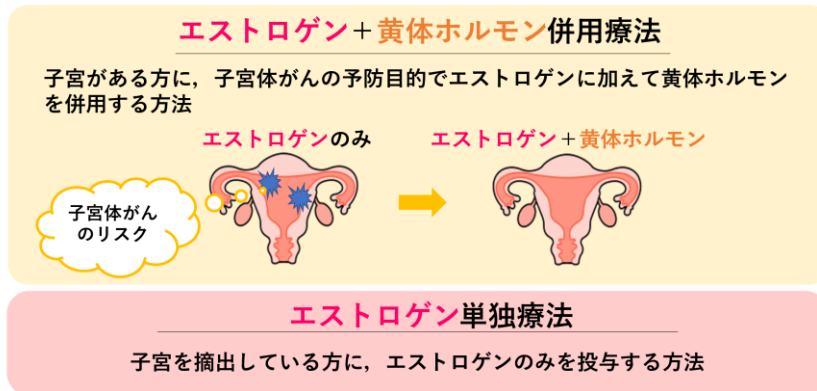 エストロゲン＋黄体ホルモン併用療法
子宮がある方に，子宮体がんの予防目的でエストロゲンに加えて黄体ホルモン
を併用する方法
エストロゲンのみ
エストロゲン＋黄体ホルモン
子宮体がん
のリスク
エストロゲン単独療法
子宮を摘出している方に，エストロゲンのみを投与する方法